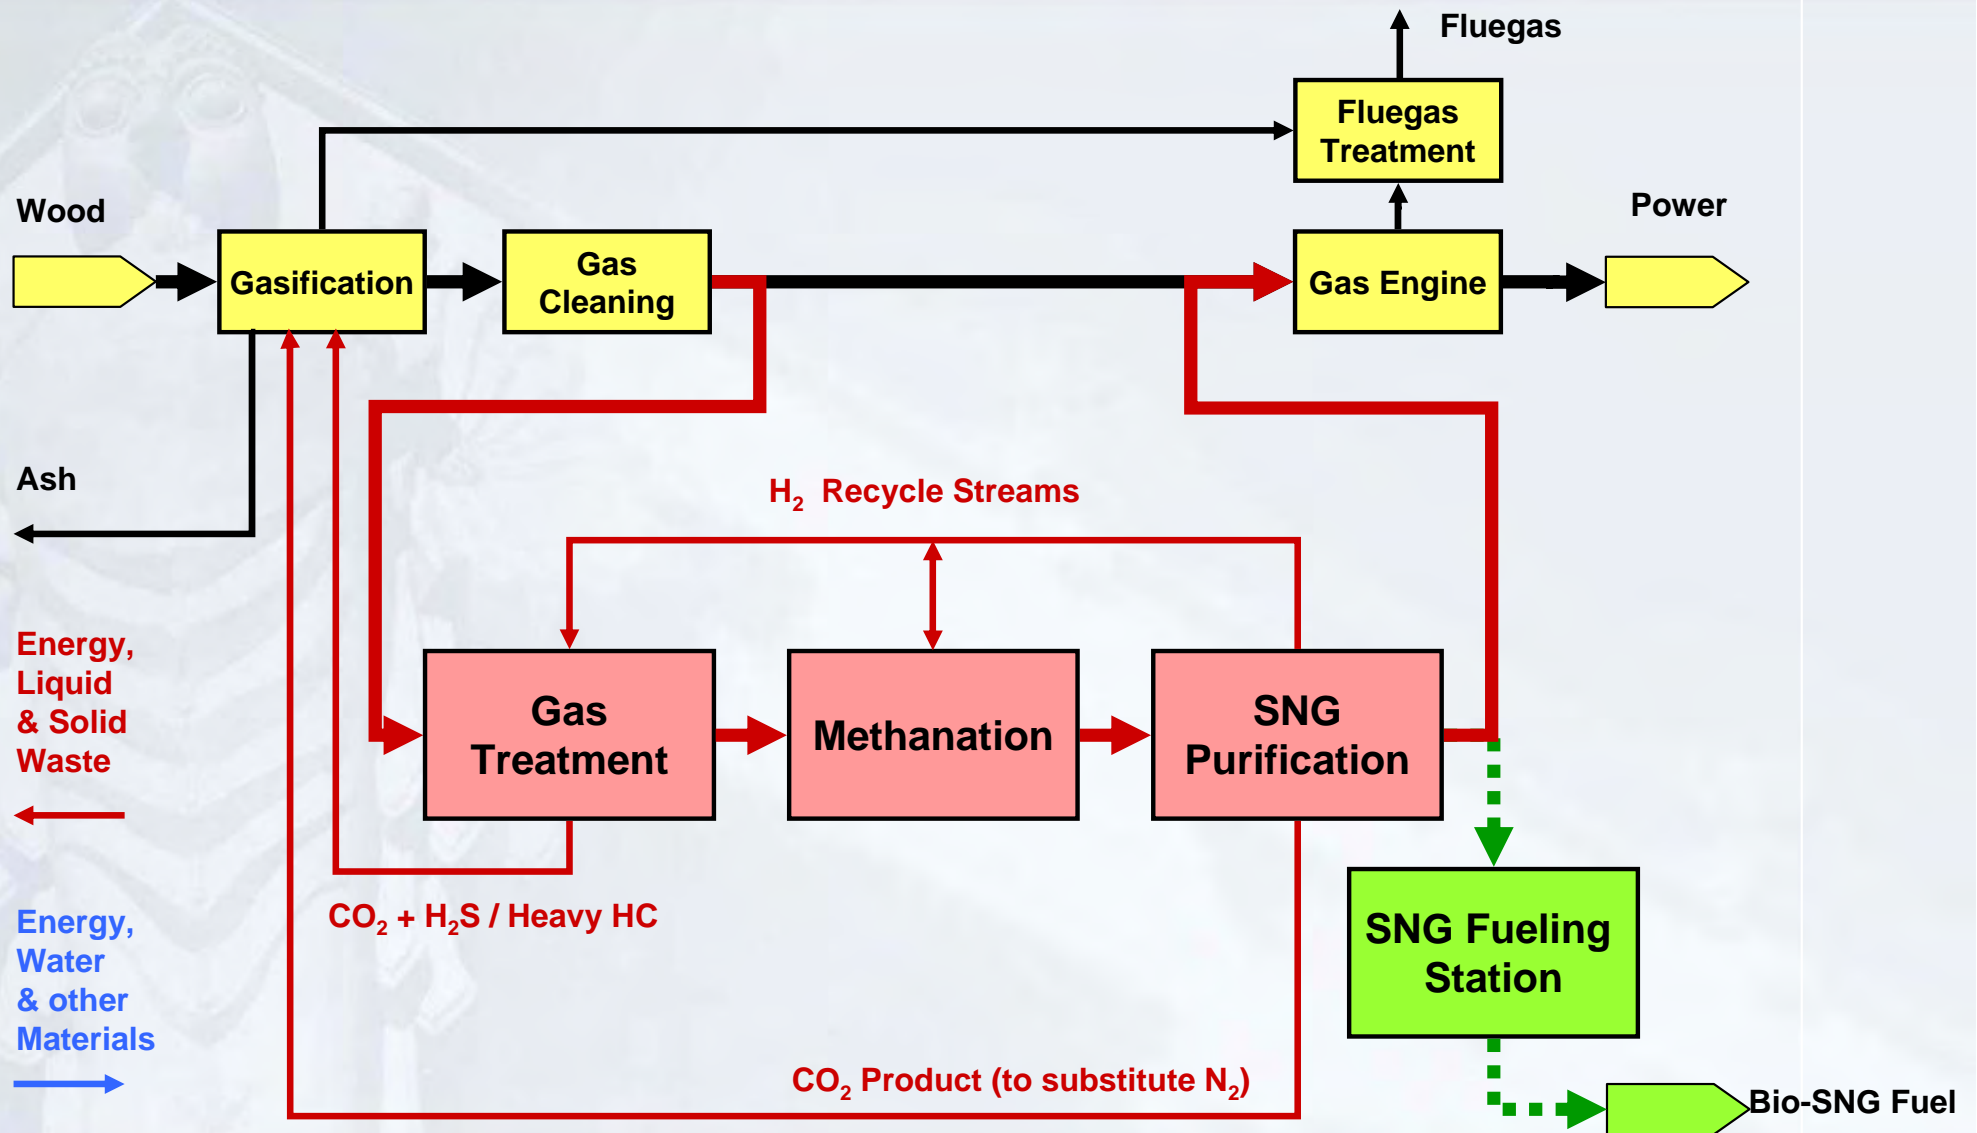 Fluegas
Fluegas
Treatment
Wood
Power
Gasification
Gas
Cleaning
Gas Engine
Ash
H₂ Recycle Streams
Energy,
Liquid
& Solid
Waste
Gas
Treatment
Methanation
SNG
Purification
CO₂ + H₂S / Heavy HC
Energy,
Water
& other
Materials
SNG Fueling
Station
CO₂ Product (to substitute N₂)
Bio-SNG Fuel